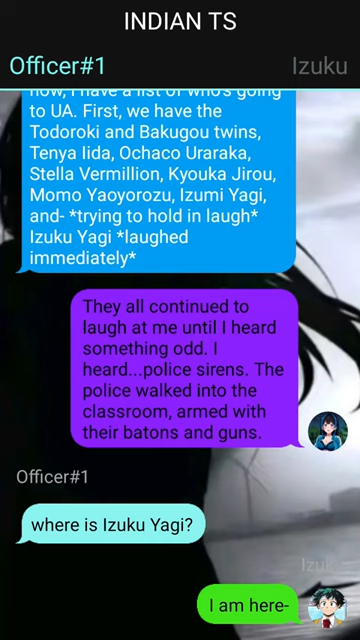 INDIAN TS
Officer#1 Izuku
now, I have a list of who's going
to UA. First, we have the
Todoroki and Bakugou twins,
Tenya Iida, Ochaco Uraraka,
Stella Vermillion, Kyouka Jirou,
Momo Yaoyorozu, Izumi Yagi,
and- *trying to hold in laugh*
Izuku Yagi *laughed
immediately*
They all continued to
laugh at me until I heard
something odd. I
heard...police sirens. The
police walked into the
classroom, armed with
their batons and guns.
Officer#1
where is Izuku Yagi?
Izuk
I am here-